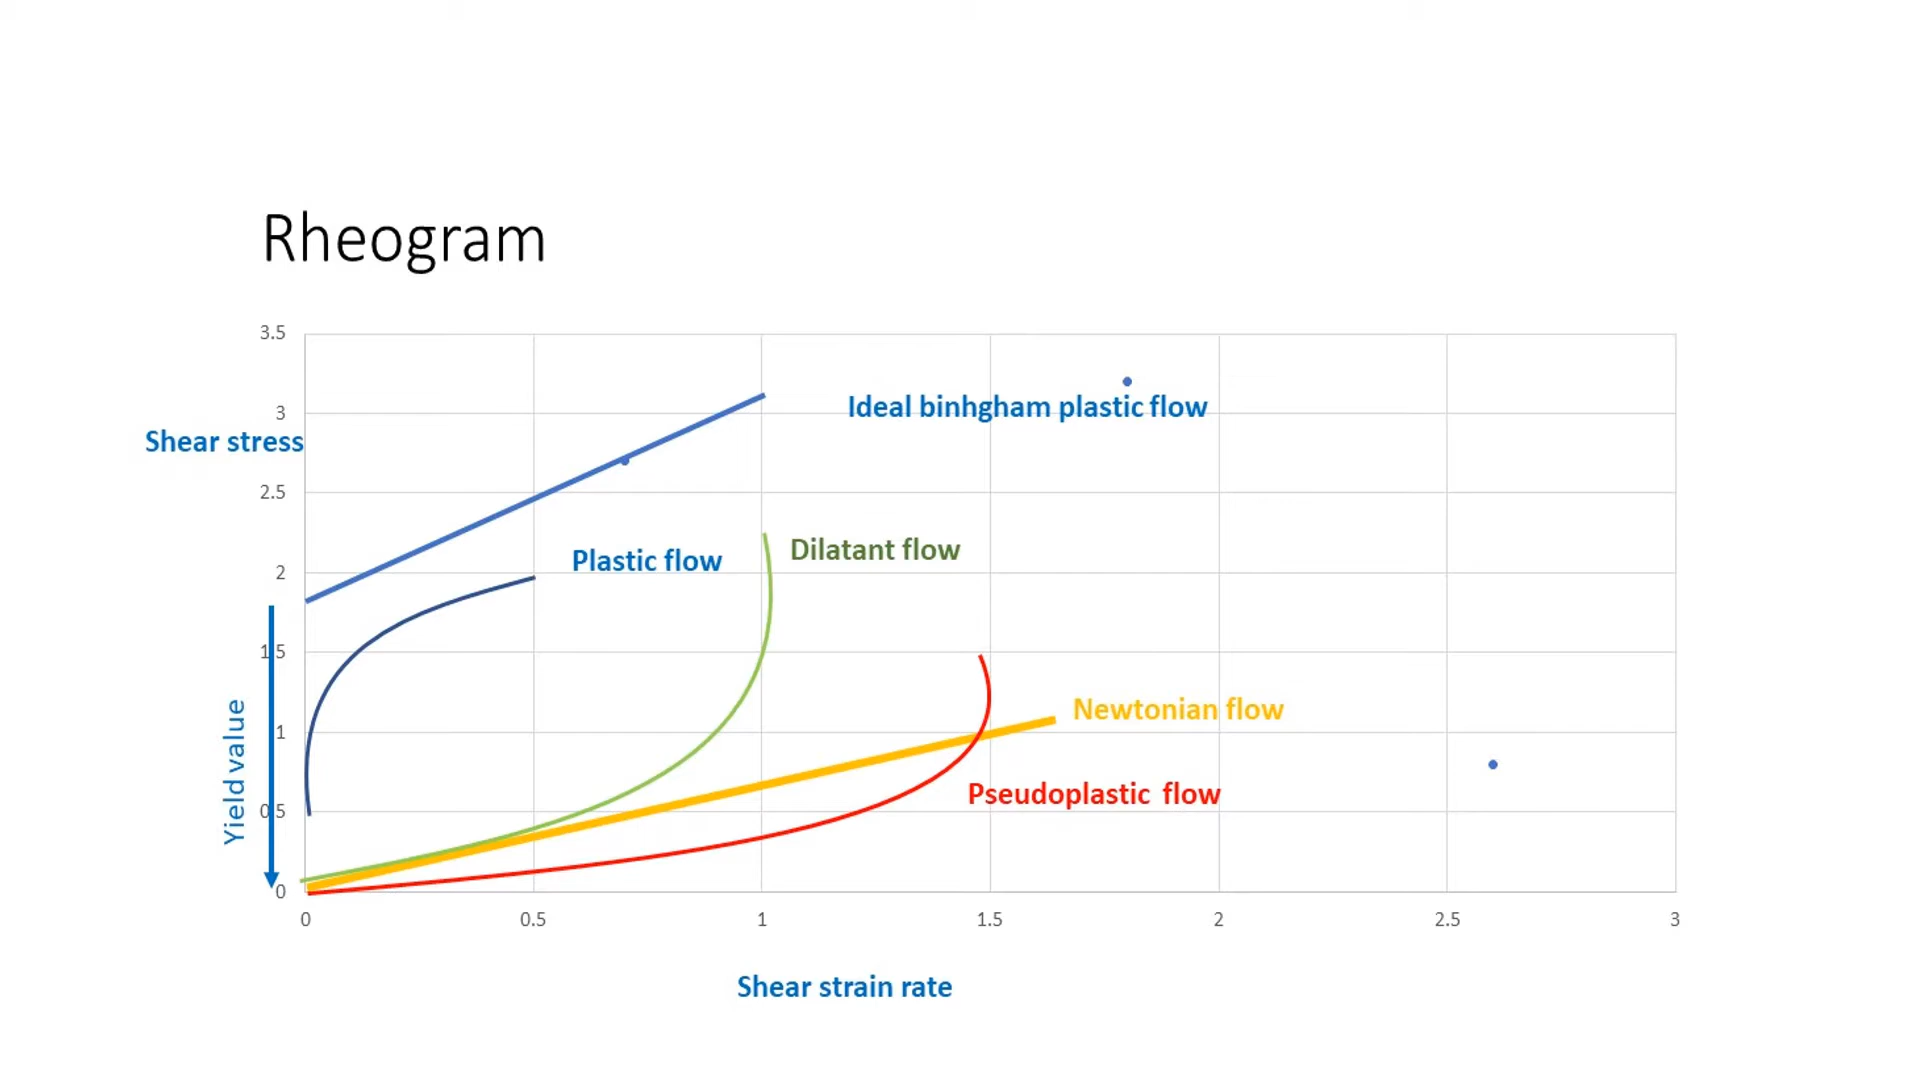 Rheogram
3.5
3
Ideal binhgham plastic flow
Shear stress
2.5
2
Plastic flow
Dilatant flow
1.5
1
Newtonian flow
Yield value
0.5
Pseudoplastic flow
0
0 0.5 1 1.5 2 2.5 3
Shear strain rate